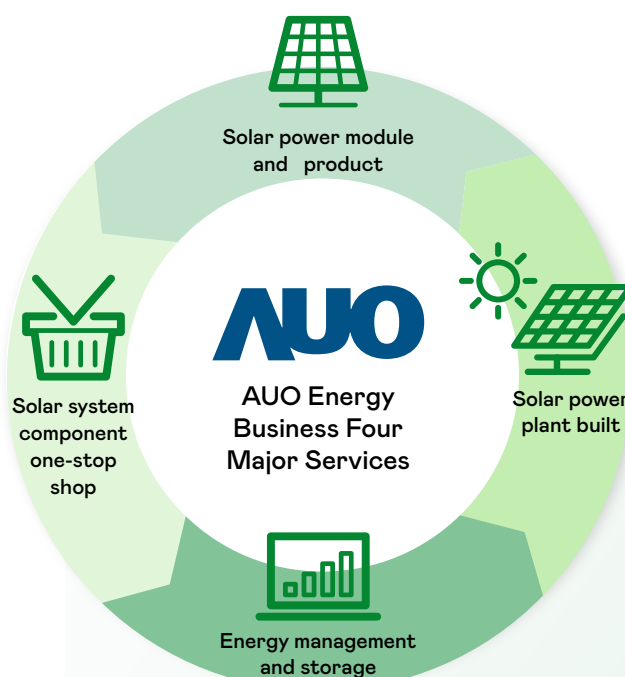 Solar power module
and product
AUO
AUO Energy
Business Four
Major Services
Solar power
plant built
Solar system
component
one-stop
shop
Energy management
and storage